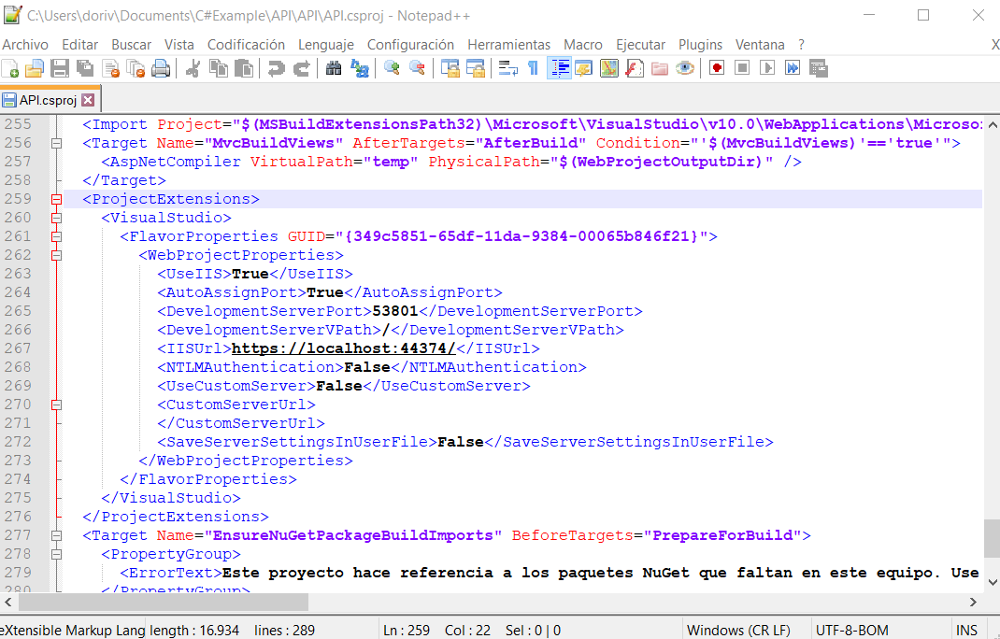 C:\Users\doriv\Documents\C#Example\API\API\API.csproj - Notepad++
Archivo Editar Buscar Vista Codificación Lenguaje Configuración Herramientas Macro Ejecutar Plugins Ventana ? X
API.csproj
255 <Import Project="$(MSBuildExtensionsPath32)\Microsoft\VisualStudio\v10.0\WebApplications\Microso
256 <Target Name="MvcBuildViews" AfterTargets="AfterBuild" Condition="'$(MvcBuildViews)'=='true'">
257 <AspNetCompiler VirtualPath="temp" PhysicalPath="$(WebProjectOutputDir)" />
258 </Target>
259 <ProjectExtensions>
260 <VisualStudio>
261 <FlavorProperties GUID="{349c5851-65df-11da-9384-00065b846f21}">
262 <WebProjectProperties>
263 <UseIIS>True</UseIIS>
264 <AutoAssignPort>True</AutoAssignPort>
265 <DevelopmentServerPort>53801</DevelopmentServerPort>
266 <DevelopmentServerVPath>/</DevelopmentServerVPath>
267 <IISUrl>https://localhost:44374/</IISUrl>
268 <NTLMAuthentication>False</NTLMAuthentication>
269 <UseCustomServer>False</UseCustomServer>
270 <CustomServerUrl>
271 </CustomServerUrl>
272 <SaveServerSettingsInUserFile>False</SaveServerSettingsInUserFile>
273 </WebProjectProperties>
274 </FlavorProperties>
275 </VisualStudio>
276 </ProjectExtensions>
277 <Target Name="EnsureNuGetPackageBuildImports" BeforeTargets="PrepareForBuild">
278 <PropertyGroup>
279 <ErrorText>Este proyecto hace referencia a los paquetes NuGet que faltan en este equipo. Use
280 </PropertyGroup>
eXtensible Markup Lang length : 16.934 lines : 289 Ln : 259 Col : 22 Sel : 0 | 0 Windows (CR LF) UTF-8-BOM INS